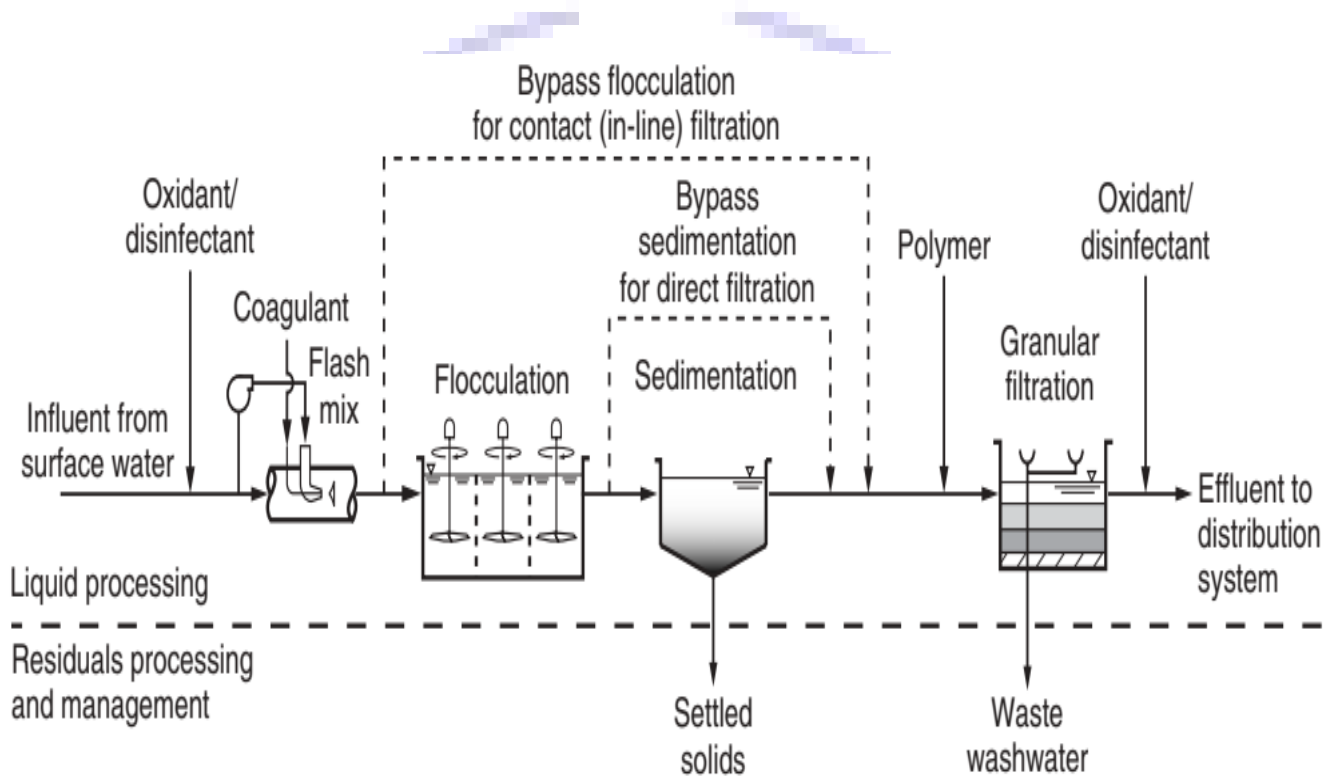 Bypass flocculation
for contact (in-line) filtration
Oxidant/
disinfectant
Bypass
sedimentation
for direct filtration
Polymer
Oxidant/
disinfectant
Coagulant
Flash
mix
Flocculation
Sedimentation
Granular
filtration
Influent from
surface water
Effluent to
distribution
system
Liquid processing
Residuals processing
and management
Settled
solids
Waste
washwater